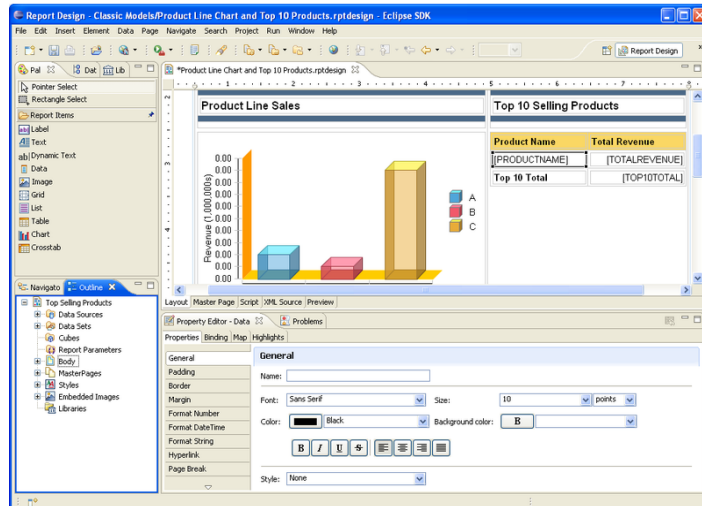 Report Design - Classic Models/Product Line Chart and Top 10 Products.rptdesign - Eclipse SDK
File Edit Insert Element Data Page Navigate Search Project Run Window Help
Report Design
Pal Dat Lib
*Product Line Chart and Top 10 Products.rptdesign
Pointer Select
Rectangle Select
Report Items
Label
Text
Dynamic Text
Data
Image
Grid
List
Table
Chart
Crosstab
Product Line Sales
Top 10 Selling Products
Product Name Total Revenue
[PRODUCTNAME] [TOTALREVENUE]
Top 10 Total [TOP10TOTAL]
Revenue (1,000,000s)
0.00
0.00
0.00
0.00
0.00
0.00
0.00
0.00
0.00
0.00
0.00
0.00
A
B
C
Layout Master Page Script XML Source Preview
Navigato Outline
Top Selling Products
Data Sources
Data Sets
Cubes
Report Parameters
Body
MasterPages
Styles
Embedded Images
Libraries
Property Editor - Data Problems
Properties Binding Map Highlights
General
Padding
Border
Margin
Format Number
Format DateTime
Format String
Hyperlink
Page Break
General
Name:
Font: Sans Serif Size: 10 points
Color: Black Background color: B
B I U S
Style: None